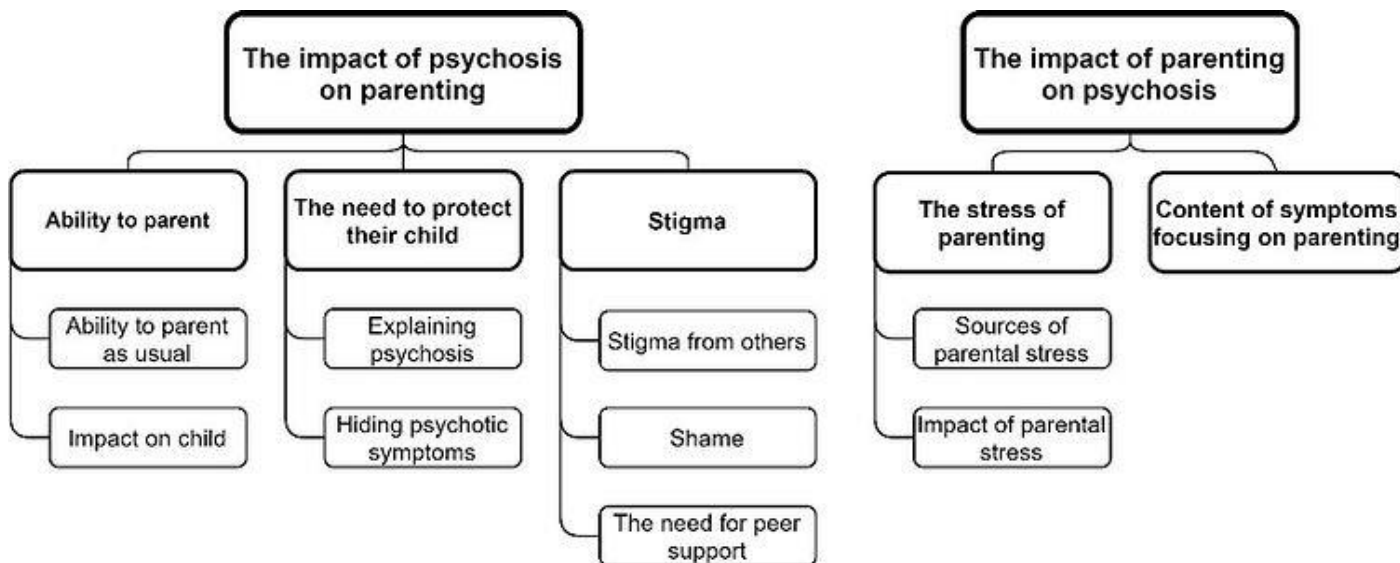 The impact of psychosis
on parenting
Ability to parent
Ability to parent
as usual
Impact on child
The need to protect
their child
Explaining
psychosis
Hiding psychotic
symptoms
Stigma
Stigma from others
Shame
The need for peer
support
The impact of parenting
on psychosis
The stress of
parenting
Sources of
parental stress
Impact of parental
stress
Content of symptoms
focusing on parenting